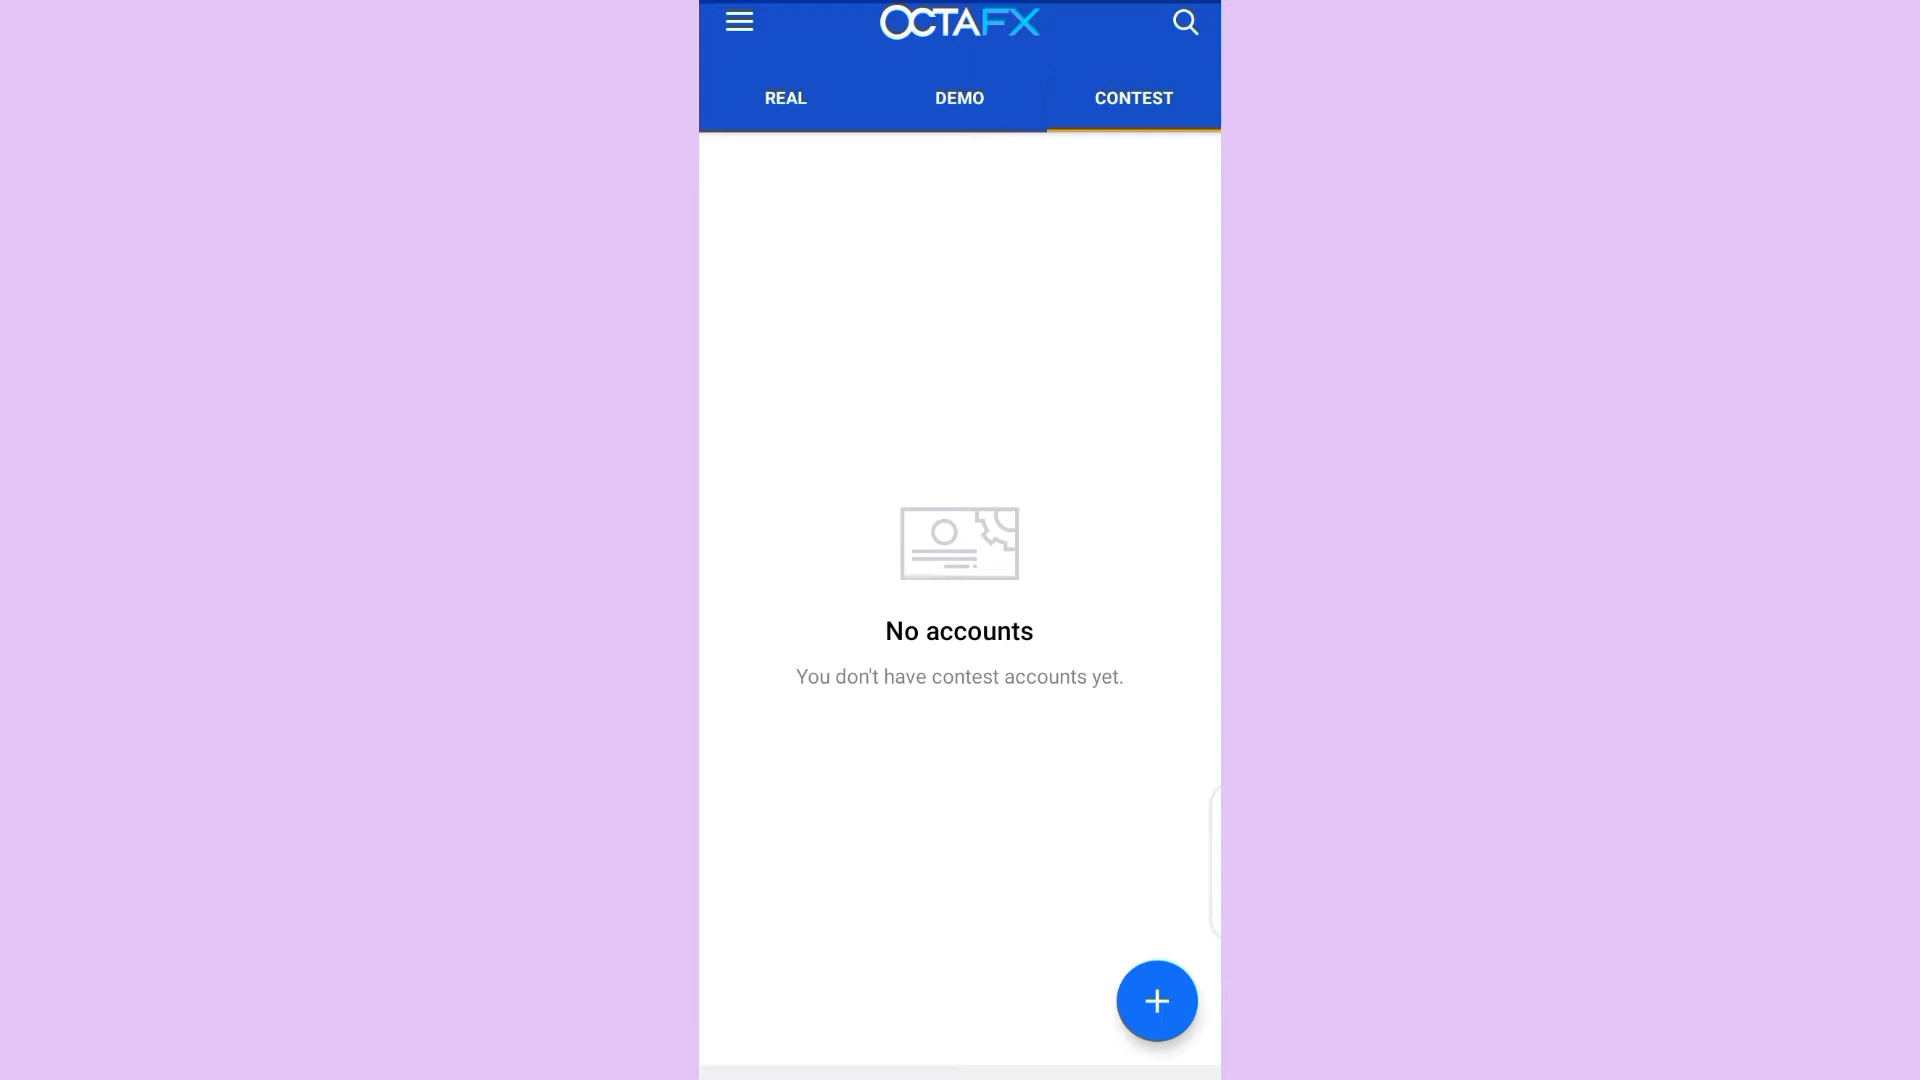 OCTAFX
REAL DEMO CONTEST
No accounts
You don't have contest accounts yet.